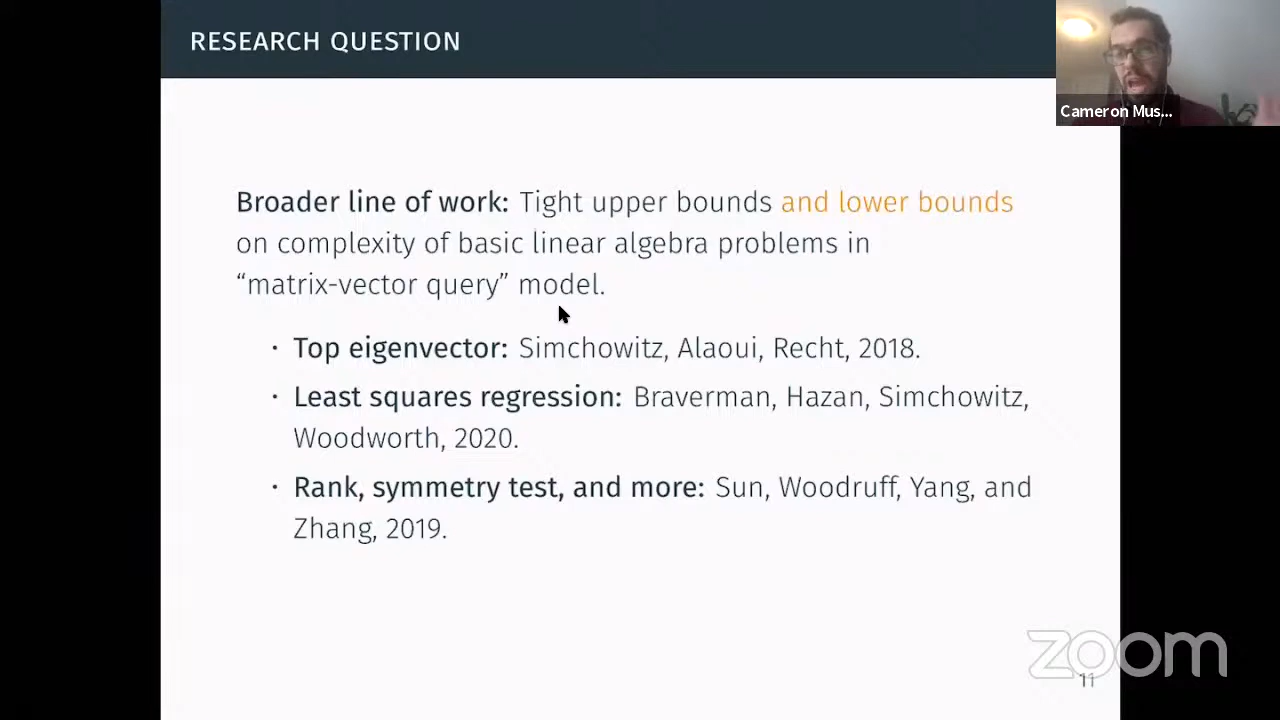 RESEARCH QUESTION
Cameron Mus...
Broader line of work: Tight upper bounds and lower bounds
on complexity of basic linear algebra problems in
“matrix-vector query” model.
· Top eigenvector: Simchowitz, Alaoui, Recht, 2018.
· Least squares regression: Braverman, Hazan, Simchowitz,
Woodworth, 2020.
· Rank, symmetry test, and more: Sun, Woodruff, Yang, and
Zhang, 2019.
zoom
11